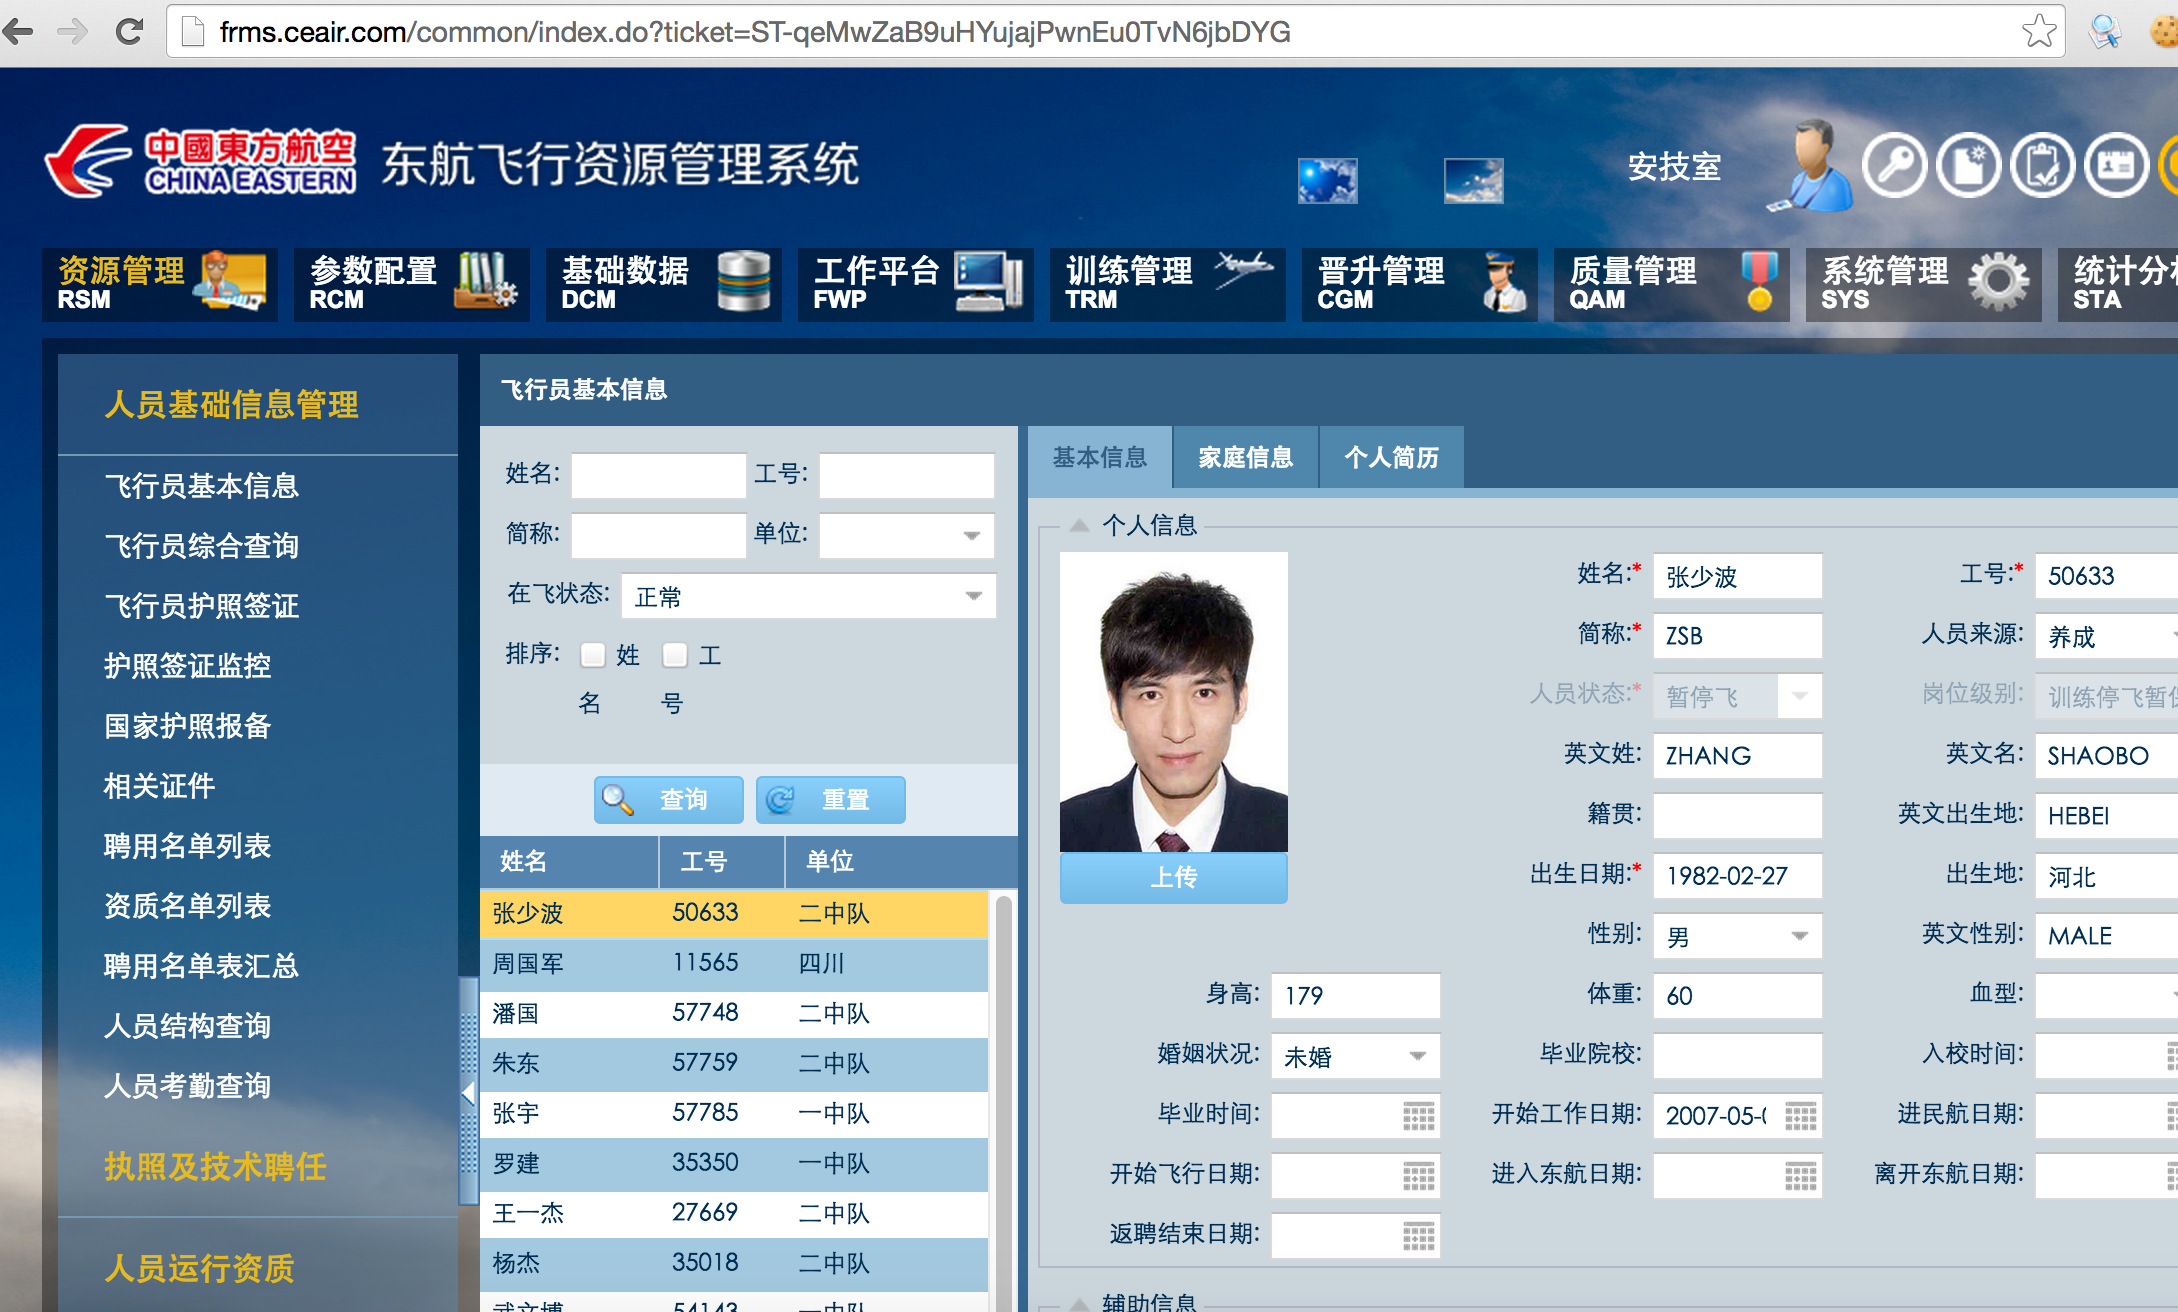 frms.ceair.com/common/index.do?ticket=ST-qeMwZaB9uHYujajPwnEu0TvN6jbDYG
中國東方航空
CHINA EASTERN
东航飞行资源管理系统
安技室
资源管理 RSM
参数配置 RCM
基础数据 DCM
工作平台 FWP
训练管理 TRM
晋升管理 CGM
质量管理 QAM
系统管理 SYS
统计分析 STA
人员基础信息管理
飞行员基本信息
飞行员综合查询
飞行员护照签证
护照签证监控
国家护照报备
相关证件
聘用名单列表
资质名单列表
聘用名单表汇总
人员结构查询
人员考勤查询
执照及技术聘任
人员运行资质
飞行员基本信息
姓名: 工号:
简称: 单位:
在飞状态: 正常
排序: 姓名 工号
查询 重置
姓名 工号 单位
张少波 50633 二中队
周国军 11565 四川
潘国 57748 二中队
朱东 57759 二中队
张宇 57785 一中队
罗建 35350 一中队
王一杰 27669 二中队
杨杰 35018 二中队
武文博 54143 一中队
基本信息 家庭信息 个人简历
个人信息
上传
姓名:* 张少波 工号:* 50633
简称:* ZSB 人员来源: 养成
人员状态:* 暂停飞 岗位级别: 训练停飞暂
英文姓: ZHANG 英文名: SHAOBO
籍贯: 英文出生地: HEBEI
出生日期:* 1982-02-27 出生地: 河北
性别: 男 英文性别: MALE
身高: 179 体重: 60 血型:
婚姻状况: 未婚 毕业院校: 入校时间:
毕业时间: 开始工作日期: 2007-05- 进民航日期:
开始飞行日期: 进入东航日期: 离开东航日期:
返聘结束日期:
辅助信息